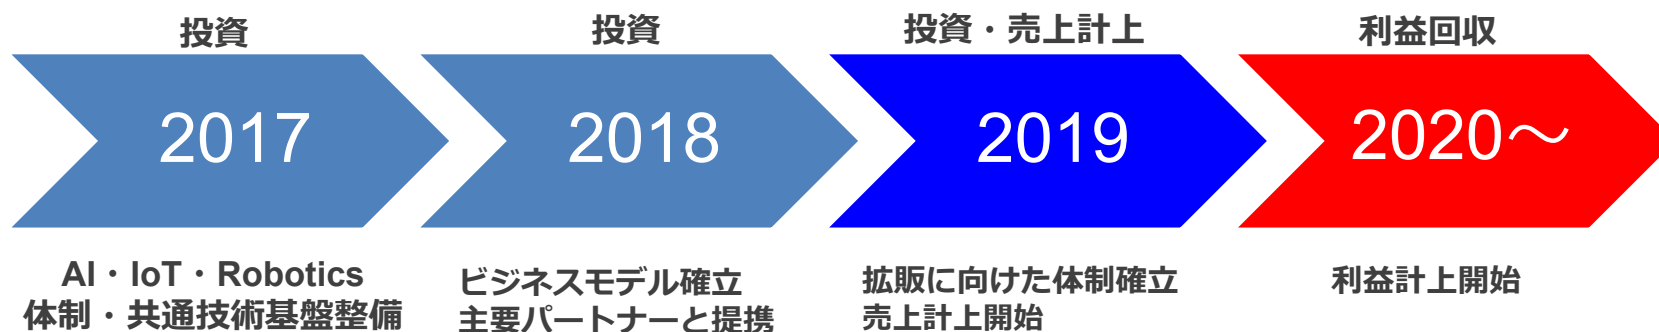 投資
投資
投資・売上計上
利益回収
2017
2018
2019
2020～
AI・IoT・Robotics
体制・共通技術基盤整備
ビジネスモデル確立
主要パートナーと提携
拡販に向けた体制確立
売上計上開始
利益計上開始